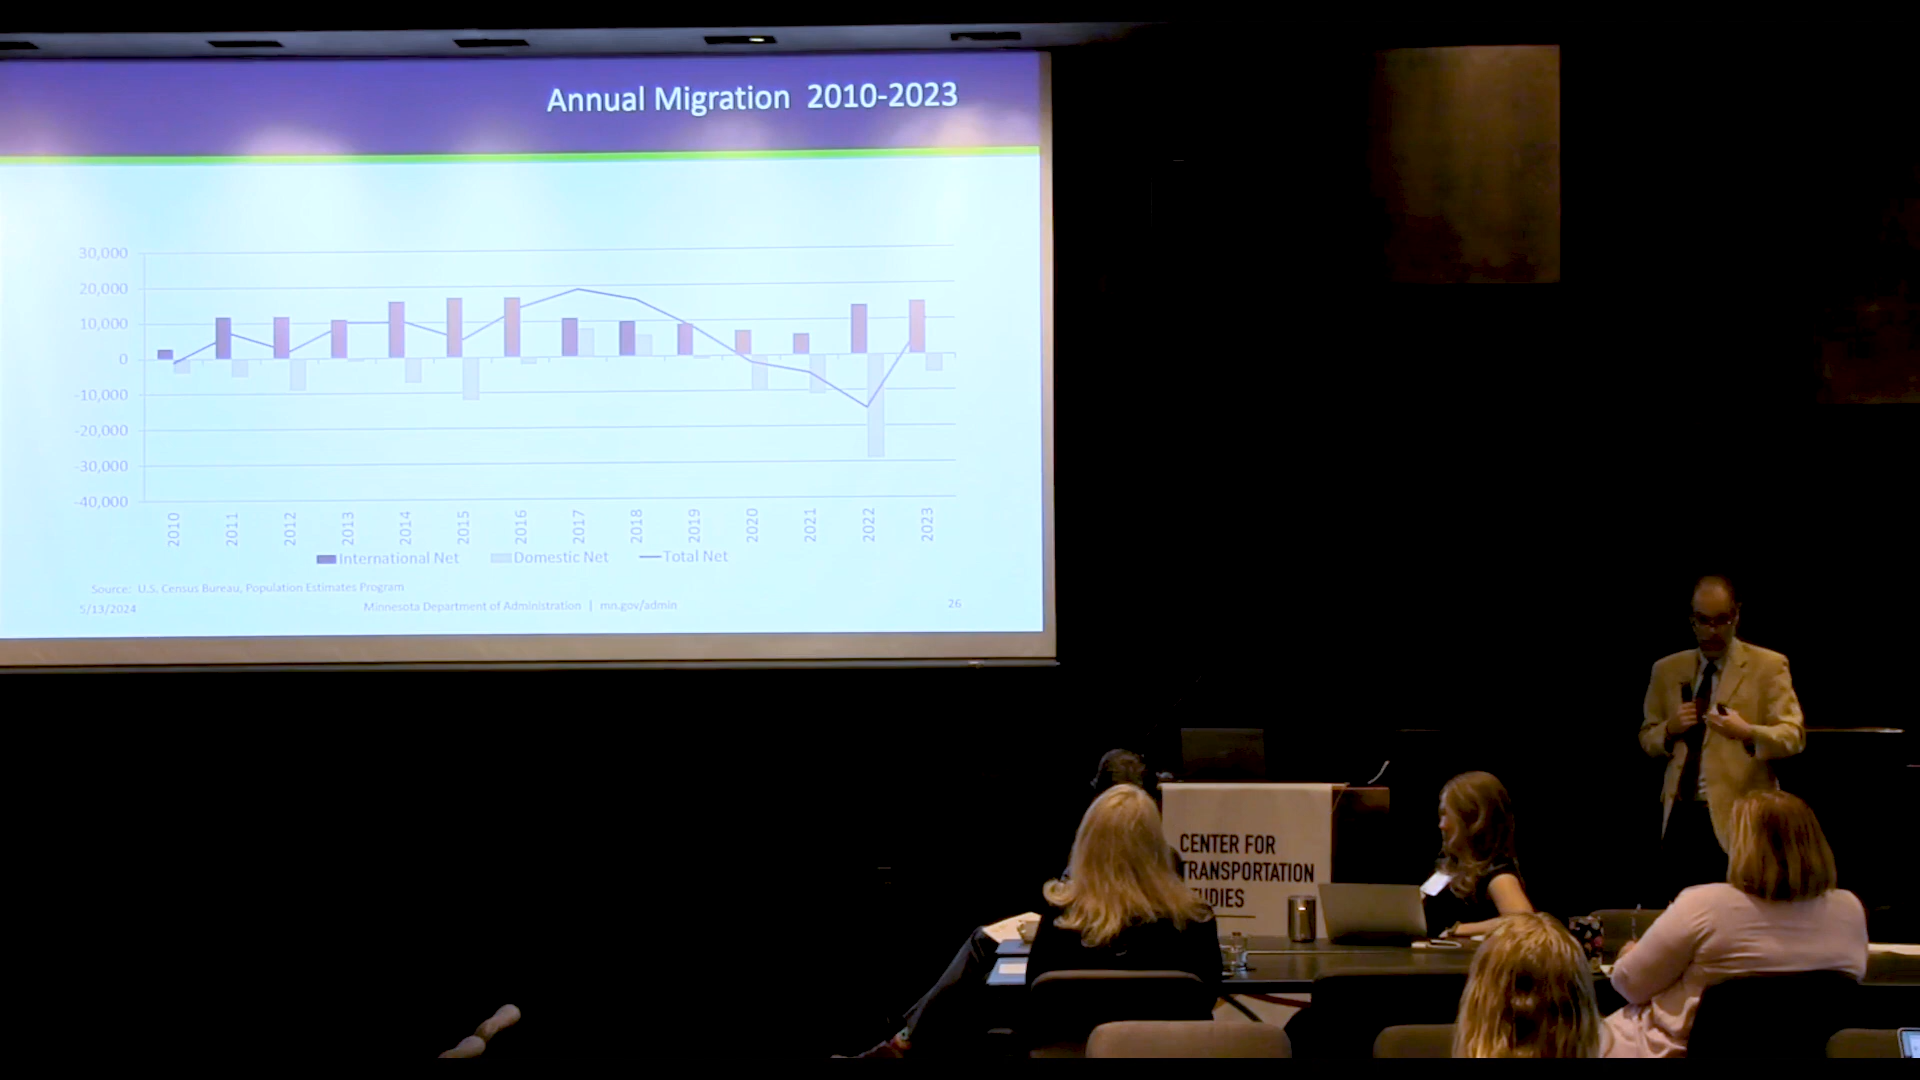 Annual Migration 2010-2023
30,000
20,000
10,000
0
-10,000
-20,000
-30,000
-40,000
2010 2011 2012 2013 2014 2015 2016 2017 2018 2019 2020 2021 2022 2023
International Net Domestic Net Total Net
Source: U.S. Census Bureau, Population Estimates Program
5/13/2024 Minnesota Department of Administration | mn.gov/admin 26
CENTER FOR
TRANSPORTATION
STUDIES